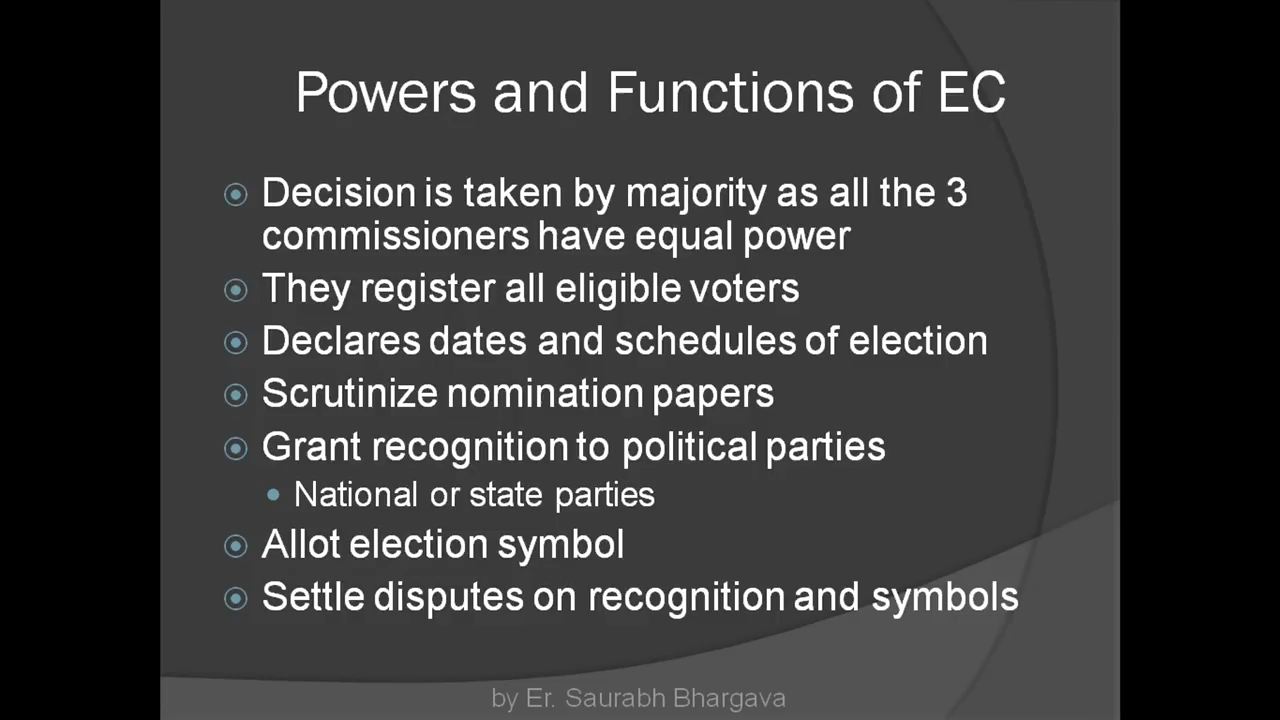 Powers and Functions of EC
Decision is taken by majority as all the 3
commissioners have equal power
They register all eligible voters
Declares dates and schedules of election
Scrutinize nomination papers
Grant recognition to political parties
National or state parties
Allot election symbol
Settle disputes on recognition and symbols
by Er. Saurabh Bhargava